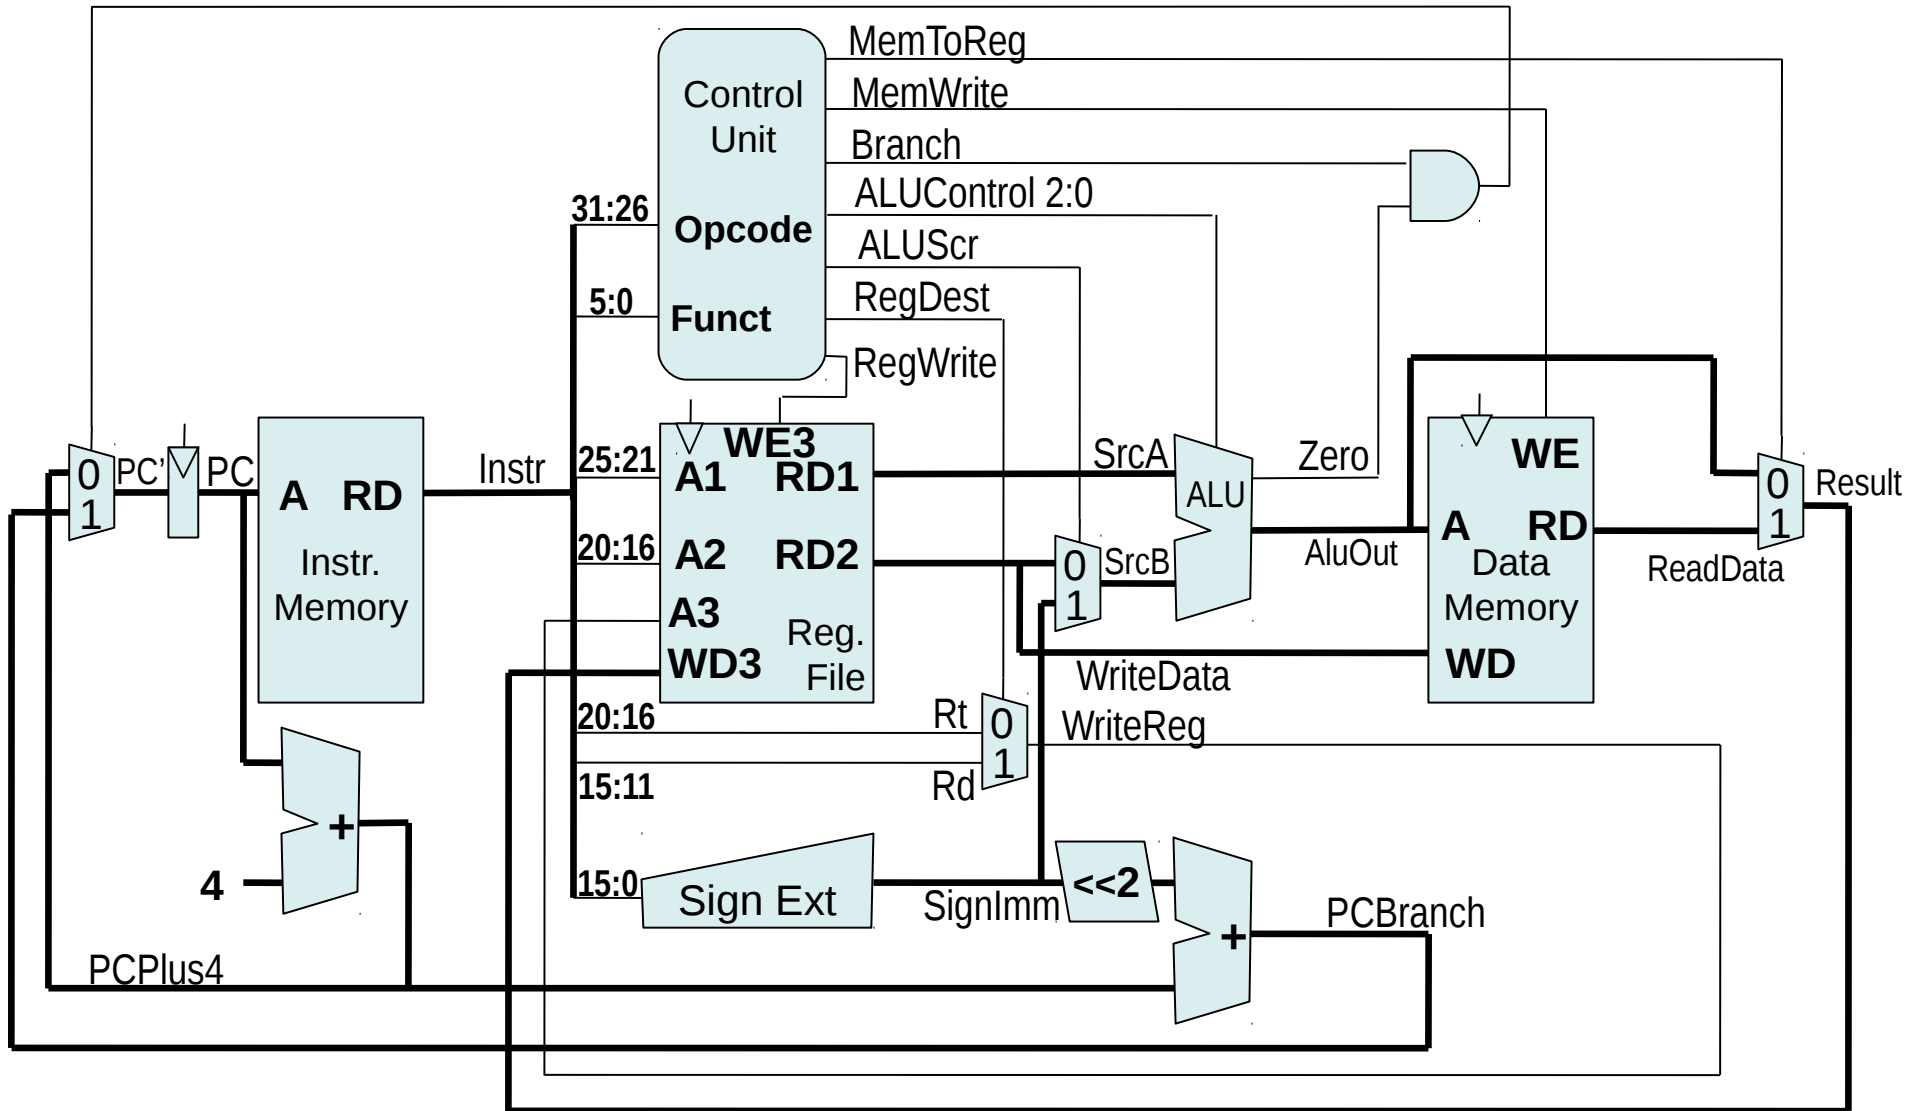 MemToReg
Control
Unit
MemWrite
Branch
ALUControl 2:0
31:26
Opcode
ALUScr
RegDest
5:0
Funct
RegWrite
WE3
0
1
PC'
PC
A RD
Instr.
Memory
Instr
25:21
A1 RD1
SrcA
ALU
Zero
WE
0
1
Result
20:16
A2 RD2
0
1
SrcB
AluOut
A RD
Data
Memory
ReadData
A3
Reg.
File
WD3
WD
WriteData
20:16
Rt
0
1
WriteReg
15:11
Rd
+
4
15:0
Sign Ext
SignImm
<<2
+
PCBranch
PCPlus4